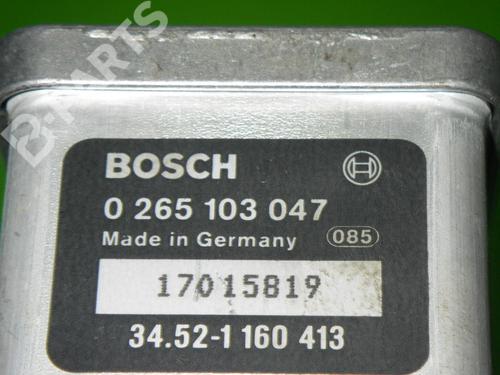 B-PARTS
BOSCH
0 265 103 047
Made in Germany 085
17015819
34.52-1 160 413